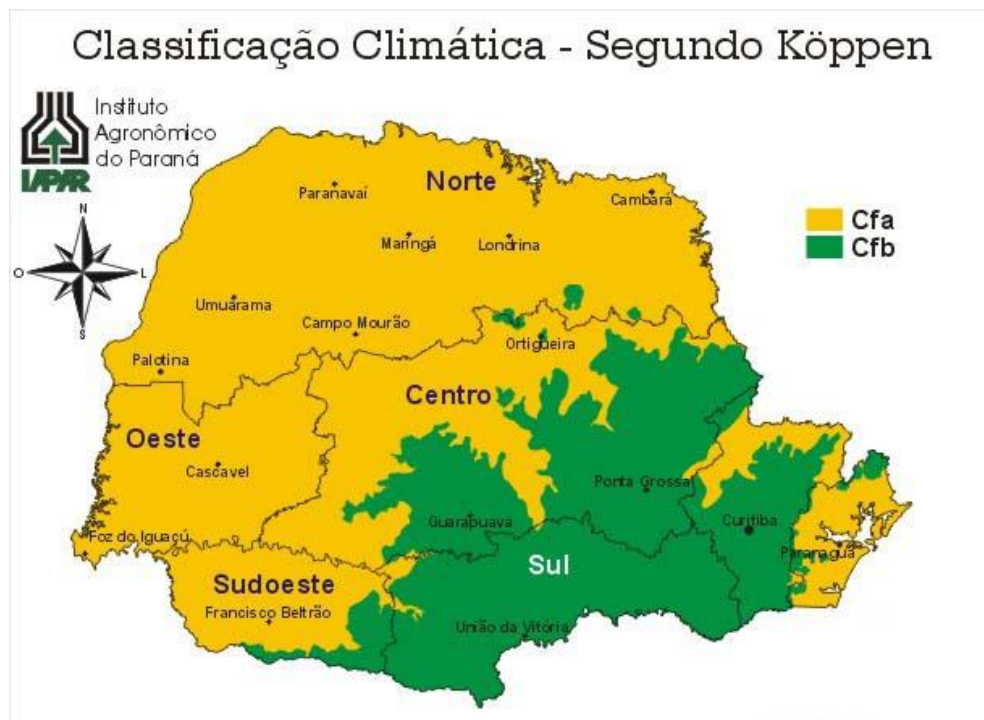 Classificação Climática - Segundo Köppen
Instituto
Agronômico
do Paraná
IAPAR
N
O
L
S
Cfa
Cfb
Norte
Paranavaí
Cambará
Maringá
Londrina
Umuarama
Campo Mourão
Ortigueira
Palotina
Centro
Oeste
Cascavel
Ponta Grossa
Guarapuava
Curitiba
Foz do Iguaçú
Paranaguá
Sul
Sudoeste
Francisco Beltrão
União da Vitória